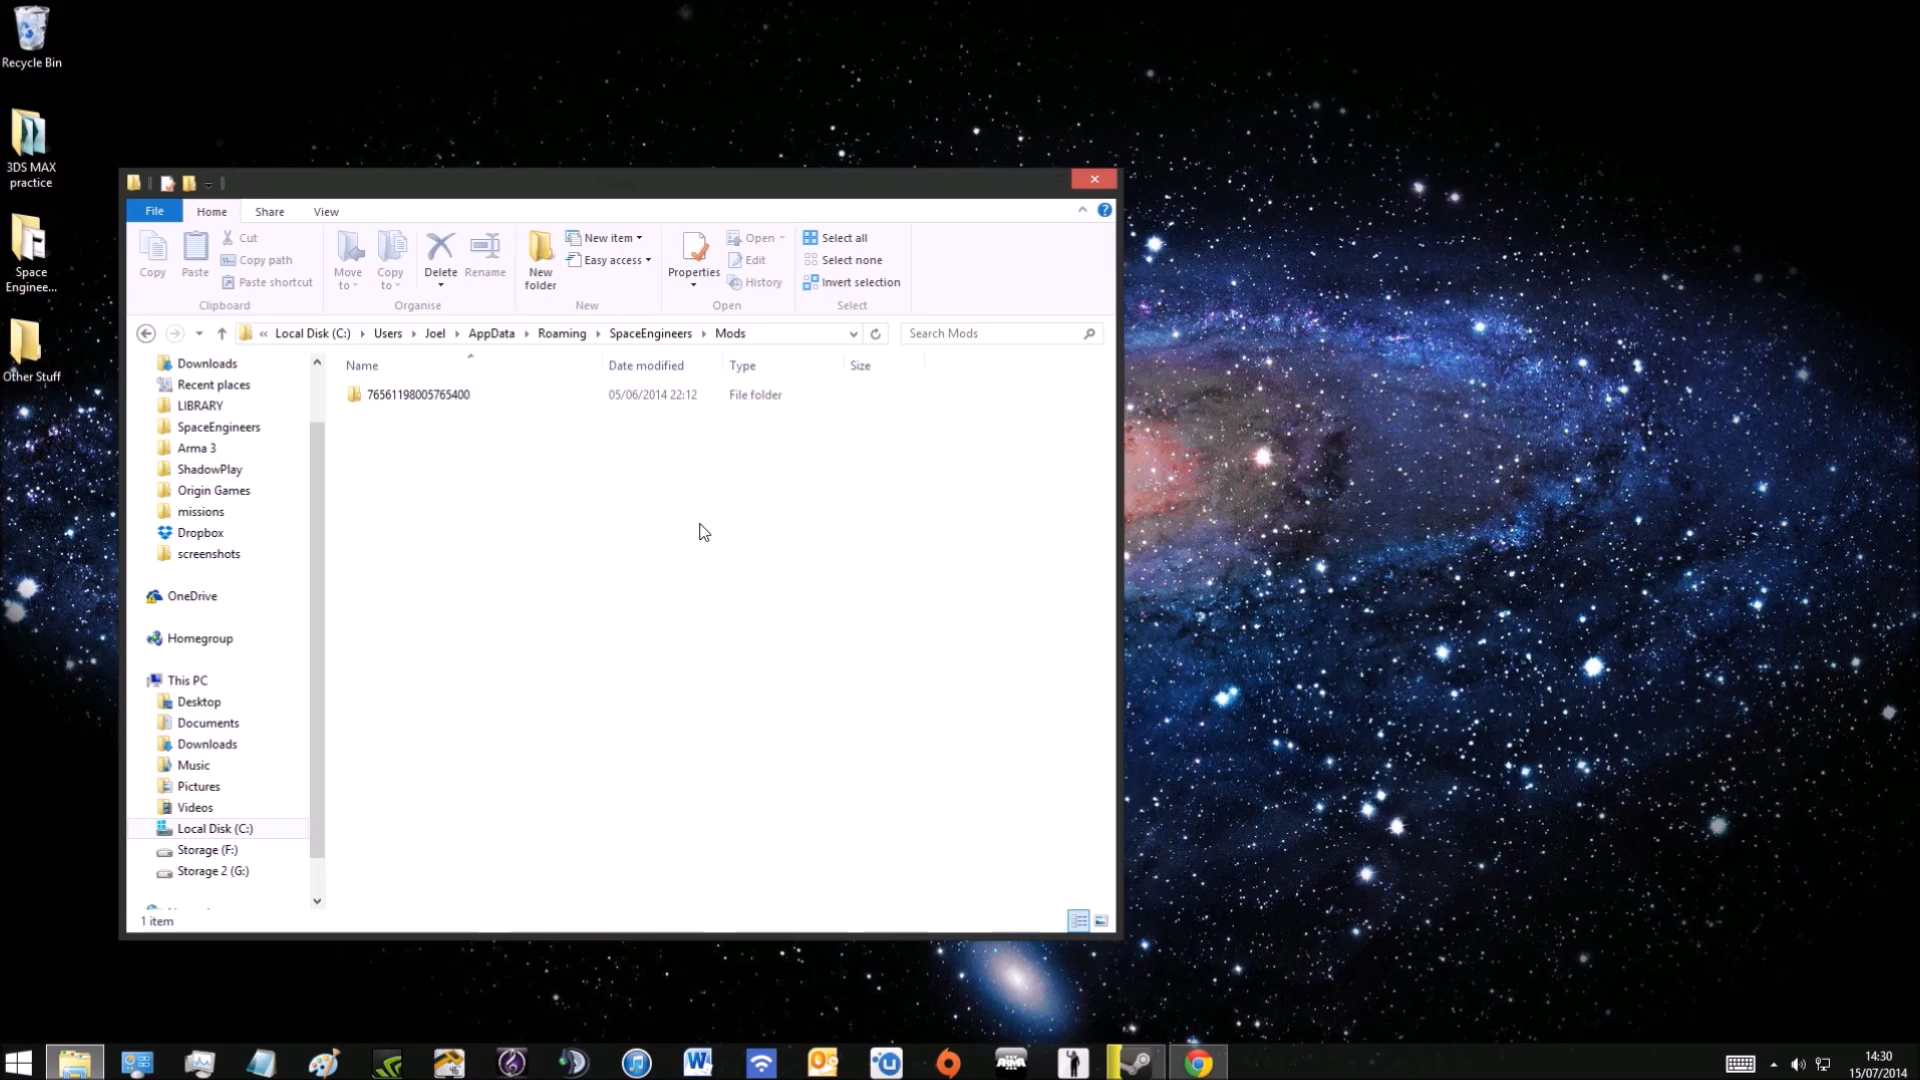 Recycle Bin
3DS MAX
practice
Space
Enginee...
Other Stuff
File
Home
Share
View
Copy
Paste
Cut
Copy path
Paste shortcut
Clipboard
Move
to
Copy
to
Delete
Rename
Organise
New
folder
New item
Easy access
New
Properties
Open
Edit
History
Open
Select all
Select none
Invert selection
Select
« Local Disk (C:) Users Joel AppData Roaming SpaceEngineers Mods
Search Mods
Downloads
Recent places
LIBRARY
SpaceEngineers
Arma 3
ShadowPlay
Origin Games
missions
Dropbox
screenshots
OneDrive
Homegroup
This PC
Desktop
Documents
Downloads
Music
Pictures
Videos
Local Disk (C:)
Storage (F:)
Storage 2 (G:)
Name Date modified Type Size
76561198005765400 05/06/2014 22:12 File folder
1 item
14:30
15/07/2014